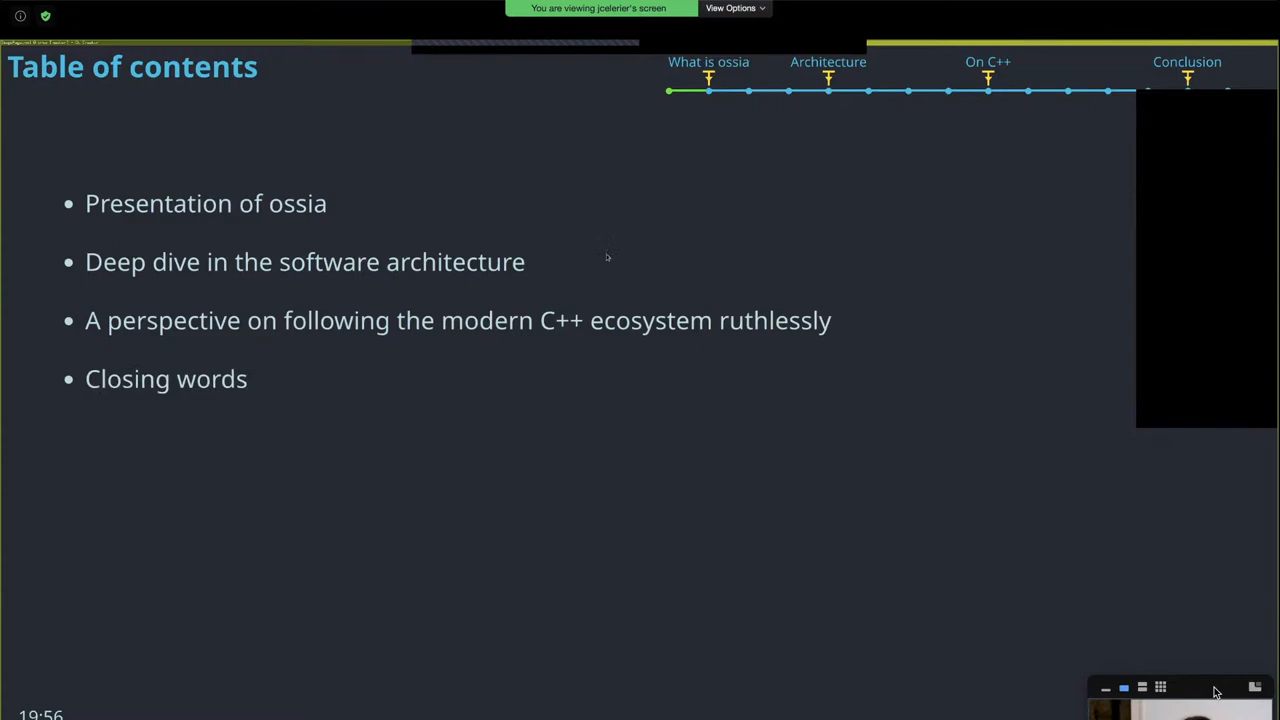 You are viewing jcelerier's screen
View Options
Table of contents
What is ossia
Architecture
On C++
Conclusion
• Presentation of ossia
• Deep dive in the software architecture
• A perspective on following the modern C++ ecosystem ruthlessly
• Closing words
19:56